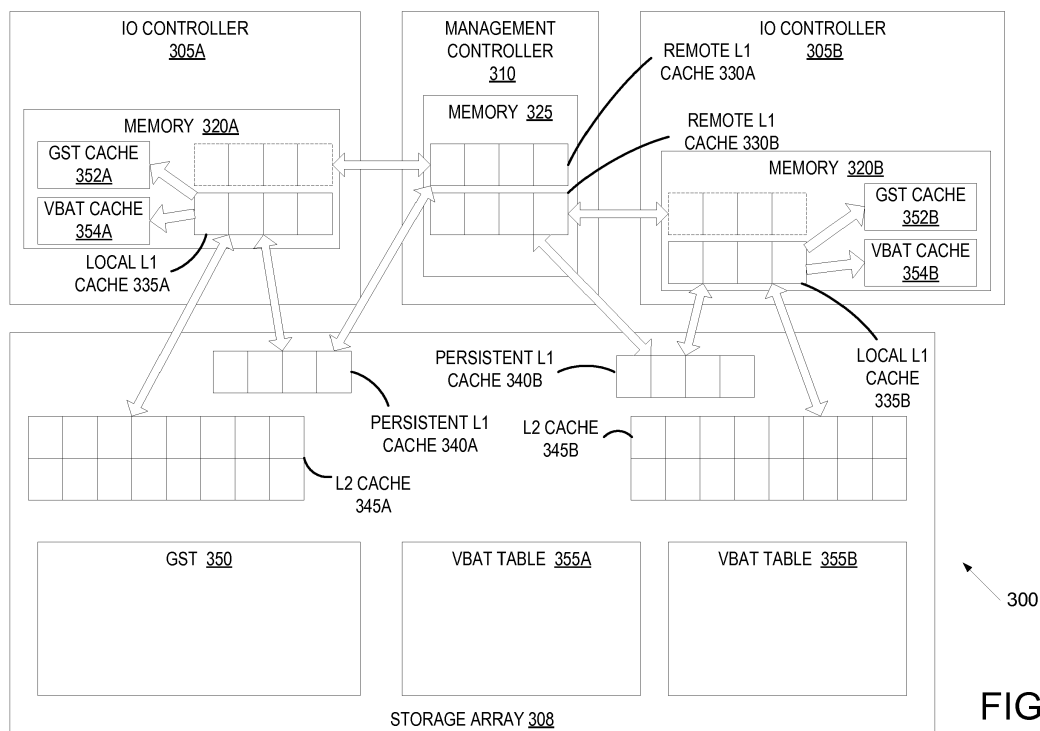 IO CONTROLLER
305A
MANAGEMENT
CONTROLLER
310
IO CONTROLLER
305B
REMOTE L1
CACHE 330A
REMOTE L1
CACHE 330B
MEMORY 320A
GST CACHE
352A
VBAT CACHE
354A
LOCAL L1
CACHE 335A
MEMORY 325
MEMORY 320B
GST CACHE
352B
VBAT CACHE
354B
LOCAL L1
CACHE
335B
PERSISTENT L1
CACHE 340B
PERSISTENT L1
CACHE 340A
L2 CACHE
345B
L2 CACHE
345A
GST 350
VBAT TABLE 355A
VBAT TABLE 355B
300
STORAGE ARRAY 308
FIG